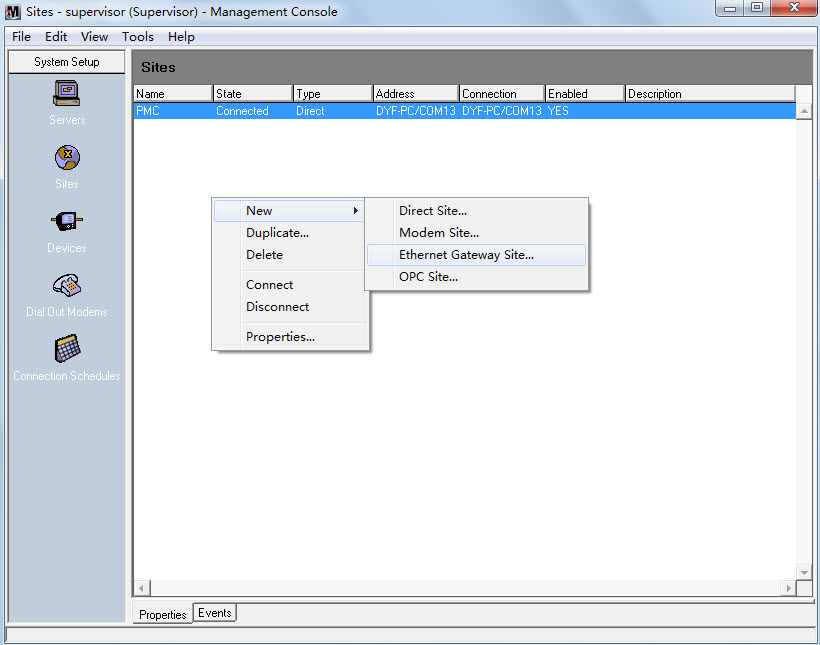 Sites - supervisor (Supervisor) - Management Console
File Edit View Tools Help
System Setup
Servers
Sites
Devices
Dial Out Modems
Connection Schedules
Sites
Name State Type Address Connection Enabled Description
PMC Connected Direct DYF-PC/COM13 DYF-PC/COM13 YES
New
Duplicate...
Delete
Connect
Disconnect
Properties...
Direct Site...
Modem Site...
Ethernet Gateway Site...
OPC Site...
Properties Events